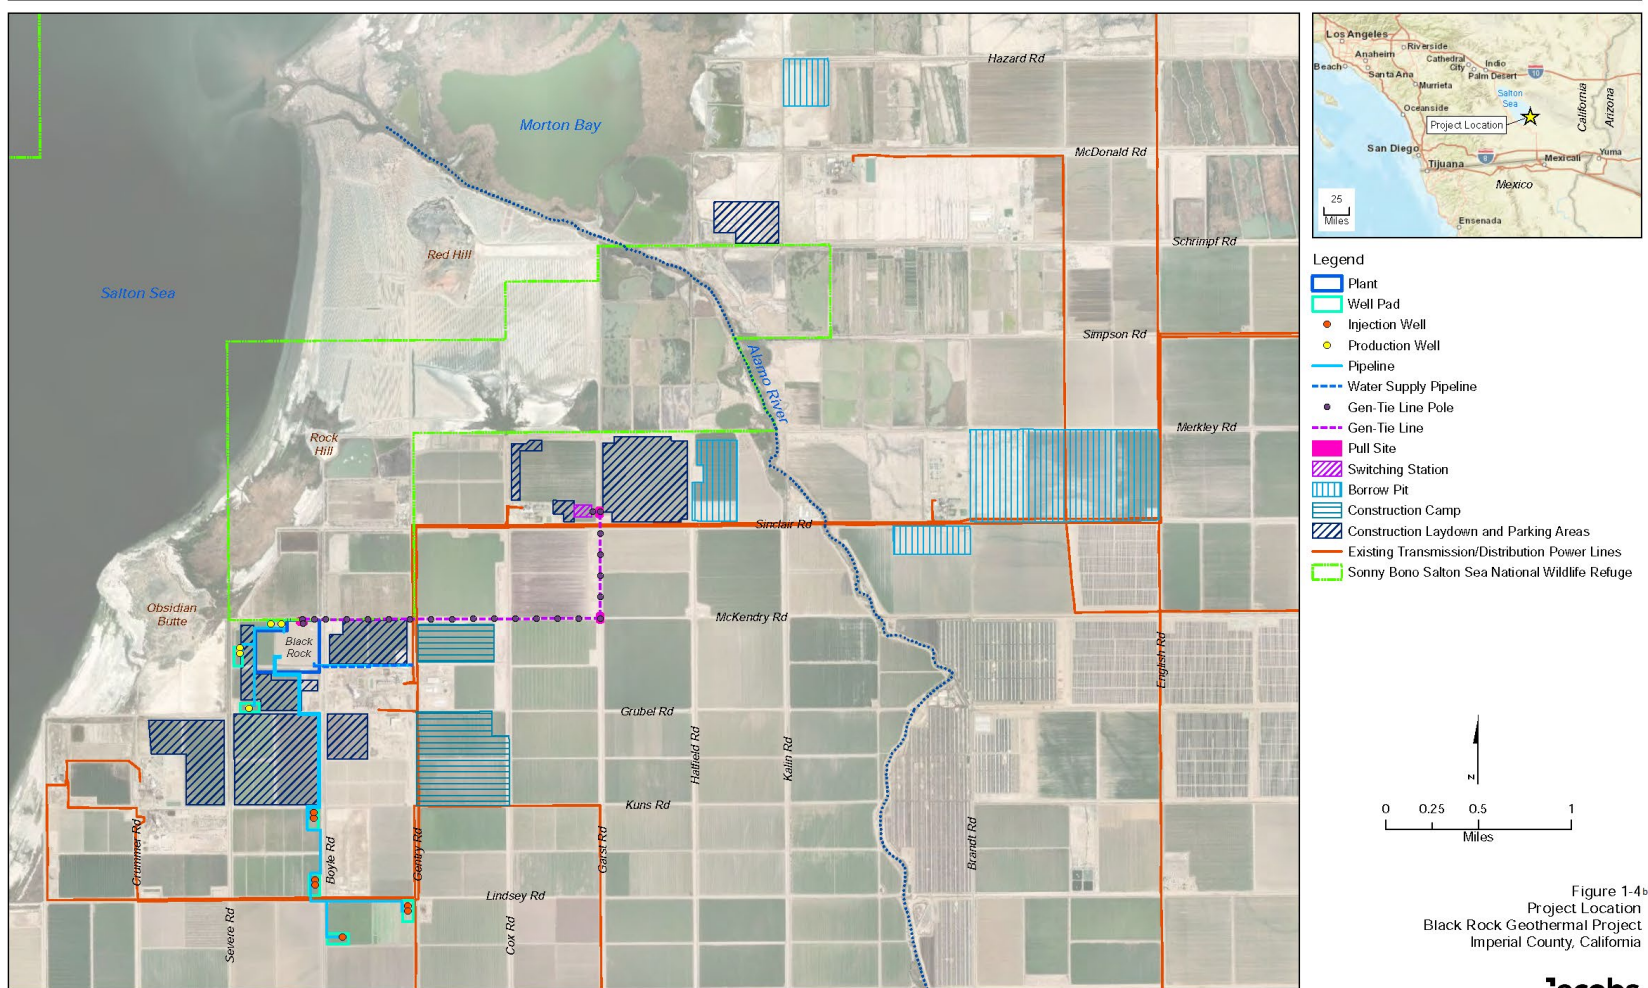 Morton Bay
Hazard Rd
McDonald Rd
Schrimpf Rd
Red Hill
Salton Sea
Simpson Rd
Alamo River
Merkley Rd
Rock
Hill
Sinclair Rd
Obsidian
Butte
McKendry Rd
Black
Rock
English Rd
Grubel Rd
Hatfield Rd
Kalin Rd
Kuns Rd
Crummer Rd
Boyle Rd
Gentry Rd
Garst Rd
Brandt Rd
Lindsey Rd
Severe Rd
Cox Rd
Los Angeles
Riverside
Anaheim
Cathedral
City
Indio
Beach
Santa Ana
Palm Desert
10
Murrieta
Salton
Sea
Oceanside
California
Arizona
Project Location
San Diego
8
Yuma
Tijuana
Mexicali
Mexico
25
Miles
Ensenada
Legend
Plant
Well Pad
Injection Well
Production Well
Pipeline
Water Supply Pipeline
Gen-Tie Line Pole
Gen-Tie Line
Pull Site
Switching Station
Borrow Pit
Construction Camp
Construction Laydown and Parking Areas
Existing Transmission/Distribution Power Lines
Sonny Bono Salton Sea National Wildlife Refuge
N
0 0.25 0.5 1
Miles
Figure 1-4b
Project Location
Black Rock Geothermal Project
Imperial County, California
Jacobs